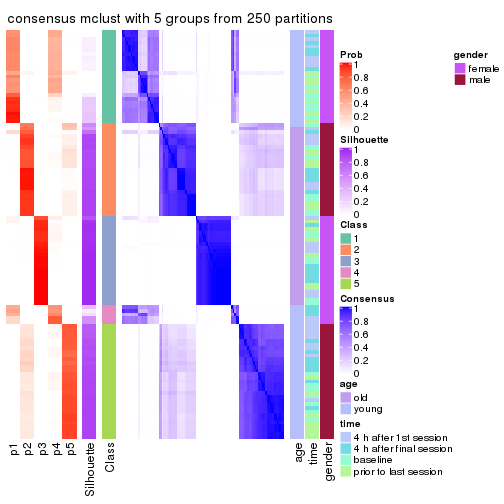 consensus mclust with 5 groups from 250 partitions
Prob
1
0.8
0.6
0.4
0.2
0
Silhouette
1
0.8
0.6
0.4
0.2
0
Class
1
2
3
4
5
Consensus
1
0.8
0.6
0.4
0.2
0
age
old
young
time
4 h after 1st session
4 h after final session
baseline
prior to last session
gender
female
male
p1
p2
p3
p4
p5
Silhouette
Class
age
time
gender